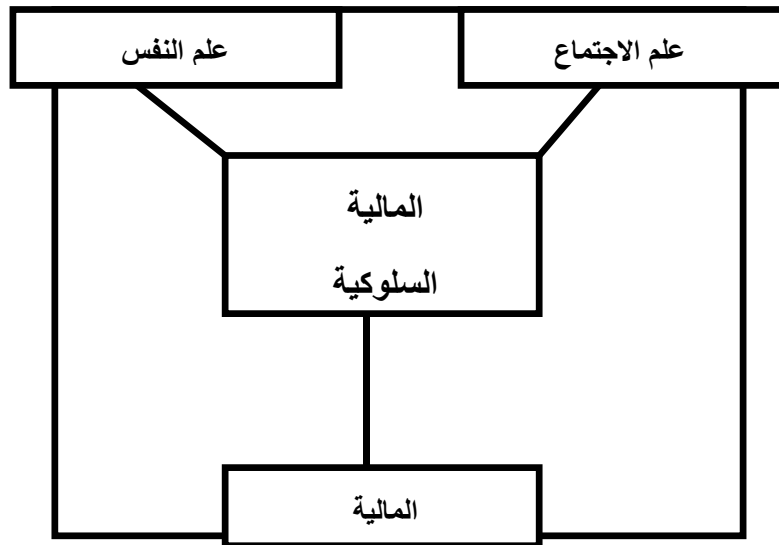 علم الاجتماع
علم النفس
المالية
السلوكية
المالية